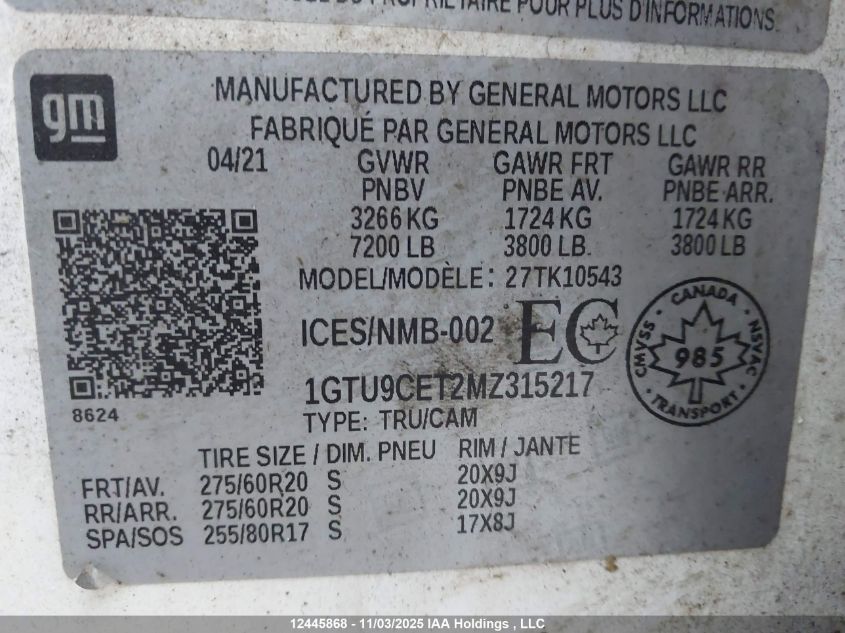 PROPRIÉTAIRE POUR PLUS D'INFORMATIONS.
gm
MANUFACTURED BY GENERAL MOTORS LLC
FABRIQUÉ PAR GENERAL MOTORS LLC
04/21 GVWR GAWR FRT GAWR RR
PNBV PNBE AV. PNBE ARR.
3266 KG 1724 KG 1724 KG
7200 LB 3800 LB. 3800 LB
MODEL/MODÈLE: 27TK10543
ICES/NMB-002 EC
CANADA
CMVSS 985 NSVAC
TRANSPORT
1GTU9CET2MZ315217
8624
TYPE: TRU/CAM
TIRE SIZE / DIM. PNEU RIM / JANTE
FRT/AV. 275/60R20 S 20X9J
RR/ARR. 275/60R20 S 20X9J
SPA/SOS 255/80R17 S 17X8J
12445868 - 11/03/2025 IAA Holdings , LLC